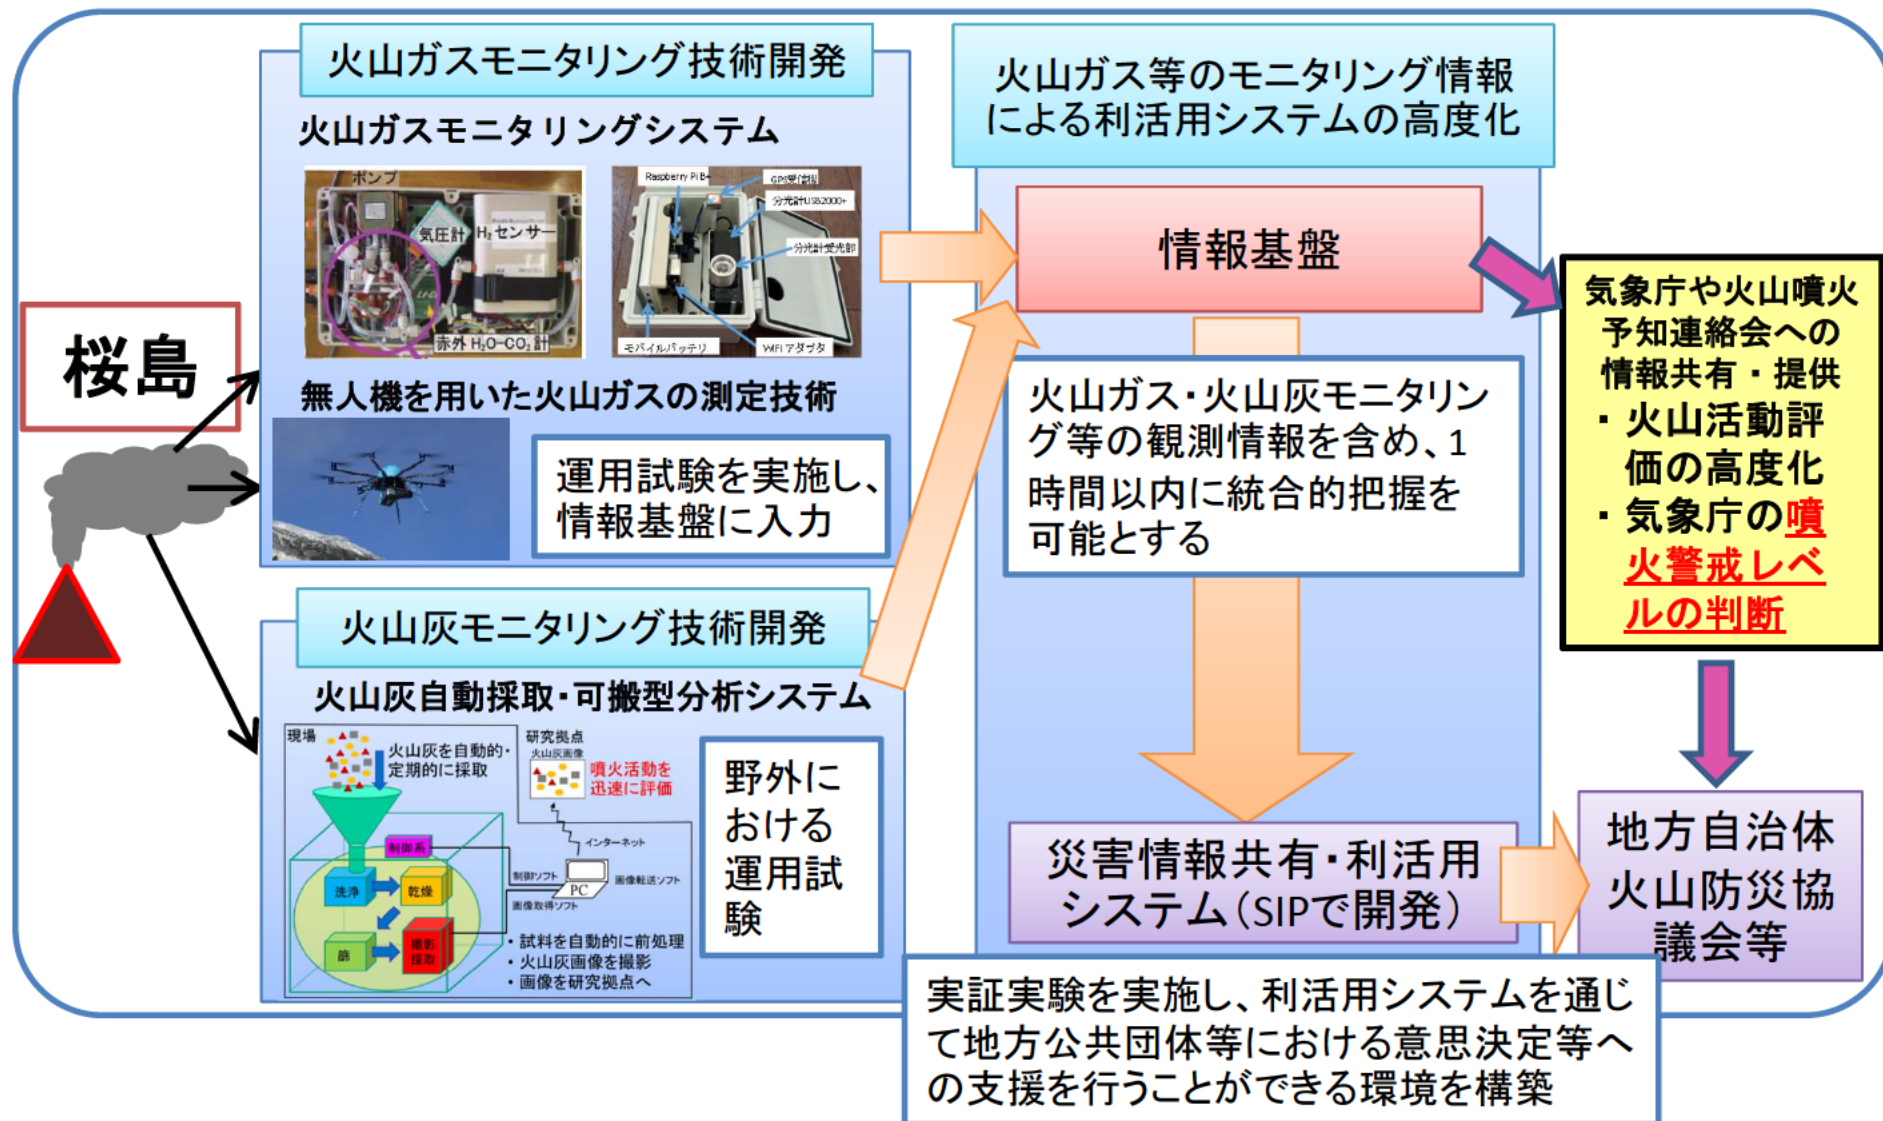 桜島
火山ガスモニタリング技術開発
火山ガスモニタリングシステム
ポンプ
気圧計
H₂センサー
赤外H₂O-CO₂計
Raspberry Pi B+
GPS受信機
分光計USB2000+
分光計受光部
モバイルバッテリ
WiFiアダプタ
無人機を用いた火山ガスの測定技術
運用試験を実施し、
情報基盤に入力
火山灰モニタリング技術開発
火山灰自動採取・可搬型分析システム
現場
火山灰を自動的・
定期的に採取
研究拠点
火山灰画像
噴火活動を
迅速に評価
インターネット
制御系
制御ソフト
PC
画像転送ソフト
画像取得ソフト
洗浄
乾燥
篩
撮影
採取
・試料を自動的に前処理
・火山灰画像を撮影
・画像を研究拠点へ
野外に
おける
運用試
験
火山ガス等のモニタリング情報
による利活用システムの高度化
情報基盤
火山ガス・火山灰モニタリン
グ等の観測情報を含め、1
時間以内に統合的把握を
可能とする
災害情報共有・利活用
システム(SIPで開発)
実証実験を実施し、利活用システムを通じ
て地方公共団体等における意思決定等へ
の支援を行うことができる環境を構築
気象庁や火山噴火
予知連絡会への
情報共有・提供
・火山活動評
価の高度化
・気象庁の噴
火警戒レベ
ルの判断
地方自治体
火山防災協
議会等